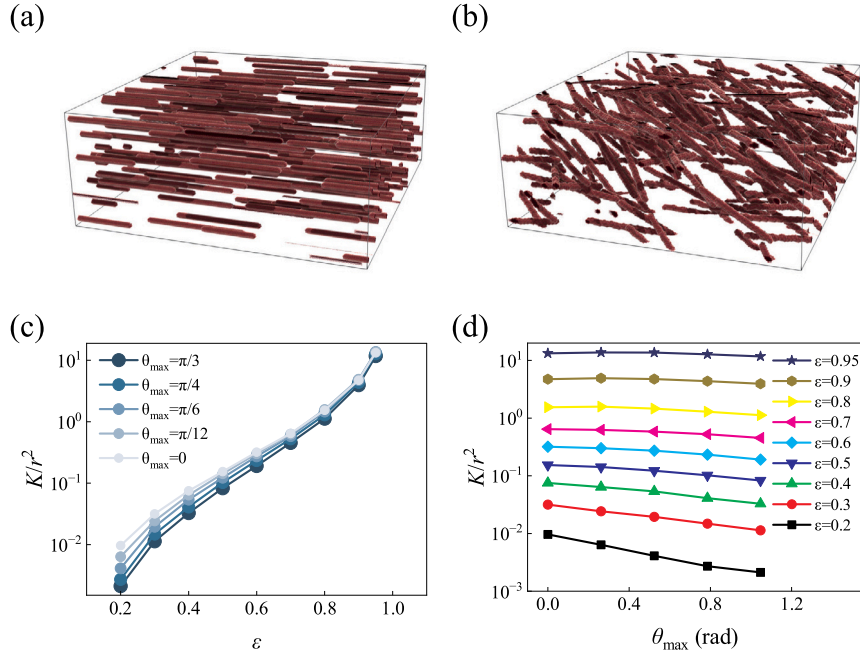 (a)
(b)
(c)
θmax=π/3
θmax=π/4
θmax=π/6
θmax=π/12
θmax=0
10¹
10⁰
10⁻¹
10⁻²
K/r²
0.2
0.4
0.6
0.8
1.0
ε
(d)
ε=0.95
ε=0.9
ε=0.8
ε=0.7
ε=0.6
ε=0.5
ε=0.4
ε=0.3
ε=0.2
10¹
10⁰
10⁻¹
10⁻²
10⁻³
K/r²
0.0
0.4
0.8
1.2
θmax (rad)